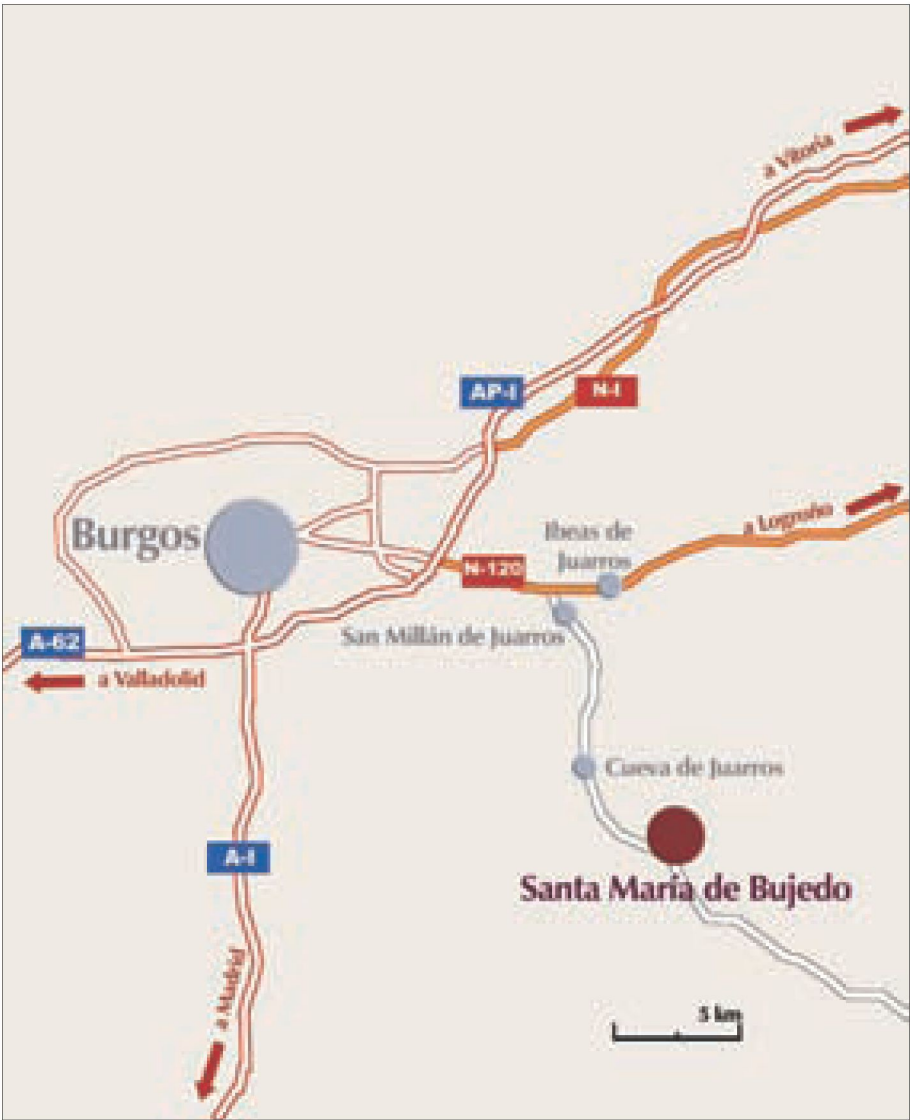 a Vitoria
AP-I
N-I
a Logroño
Burgos
Ibeas de
Juarros
N-120
San Millán de Juarros
A-62
a Valladolid
Cueva de Juarros
A-I
Santa María de Bujedo
a Madrid
5 km